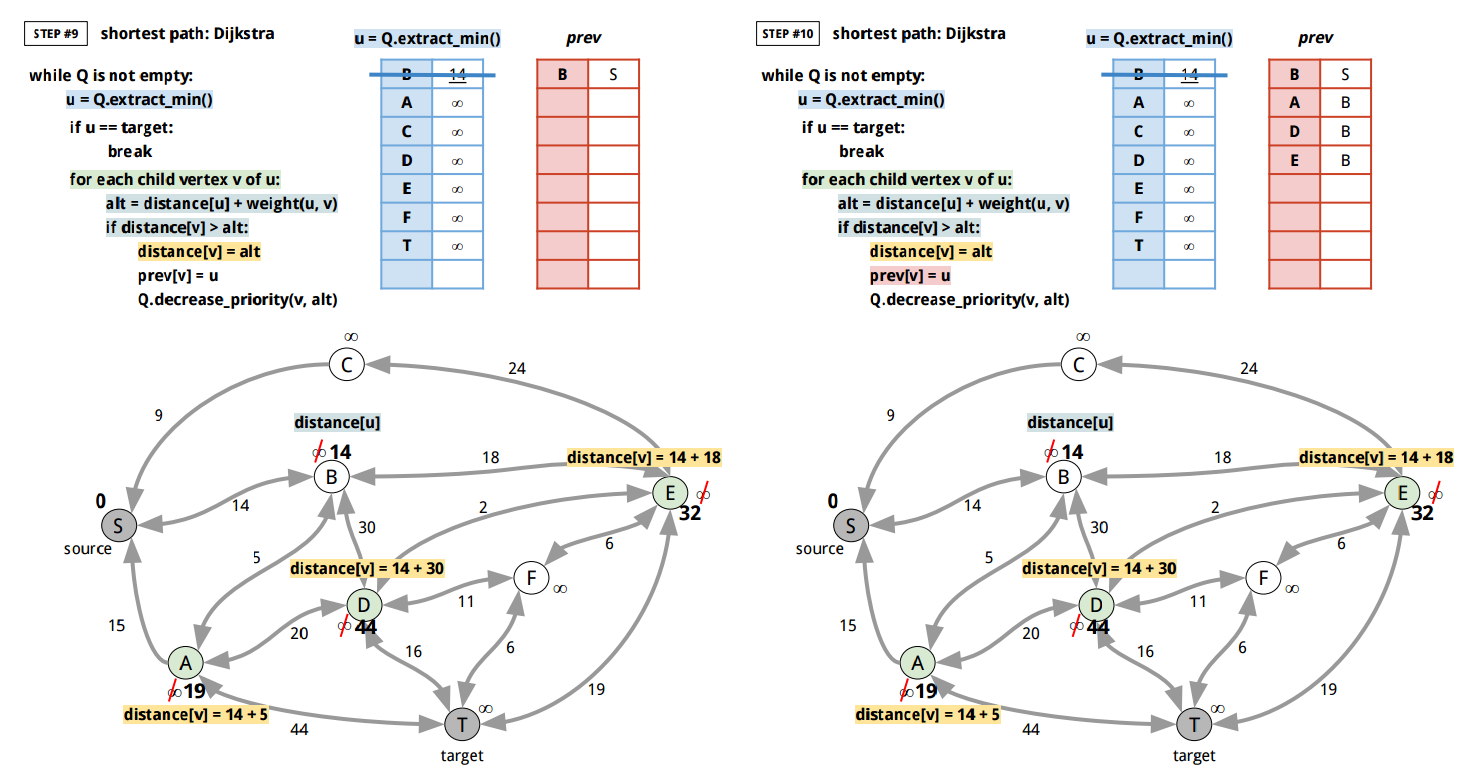 STEP #9 shortest path: Dijkstra
while Q is not empty:
u = Q.extract_min()
if u == target:
break
for each child vertex v of u:
alt = distance[u] + weight(u, v)
if distance[v] > alt:
distance[v] = alt
prev[v] = u
Q.decrease_priority(v, alt)
u = Q.extract_min()
B 14
A ∞
C ∞
D ∞
E ∞
F ∞
T ∞
prev
B S
∞
C
24
9
distance[u]
∞ 14
B
18
distance[v] = 14 + 18
E ∞
32
0
S
source
14
30
2
5
6
distance[v] = 14 + 30
F ∞
D
∞ 44
11
15
20
16
6
19
A
∞ 19
distance[v] = 14 + 5
44
∞
T
target
STEP #10 shortest path: Dijkstra
while Q is not empty:
u = Q.extract_min()
if u == target:
break
for each child vertex v of u:
alt = distance[u] + weight(u, v)
if distance[v] > alt:
distance[v] = alt
prev[v] = u
Q.decrease_priority(v, alt)
u = Q.extract_min()
B 14
A ∞
C ∞
D ∞
E ∞
F ∞
T ∞
prev
B S
A B
D B
E B
∞
C
24
9
distance[u]
∞ 14
B
18
distance[v] = 14 + 18
E ∞
32
0
S
source
14
30
2
5
6
distance[v] = 14 + 30
F ∞
D
∞ 44
11
15
20
16
6
19
A
∞ 19
distance[v] = 14 + 5
44
∞
T
target